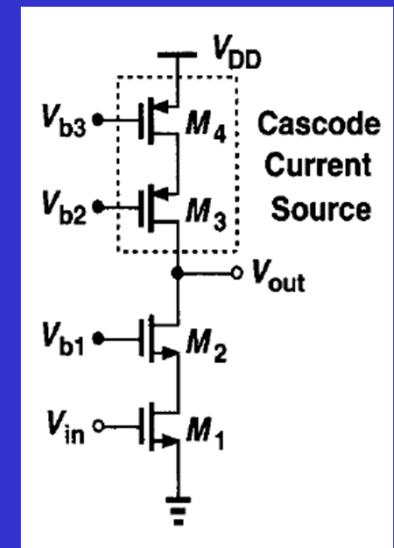 VDD
Vb3
M4
Cascode
Current
Source
Vb2
M3
Vout
Vb1
M2
Vin
M1